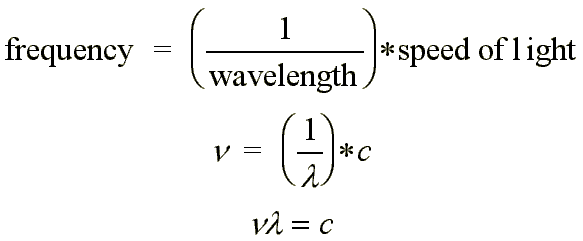 frequency = (1/wavelength)*speed of light
ν = (1/λ)*c
νλ = c